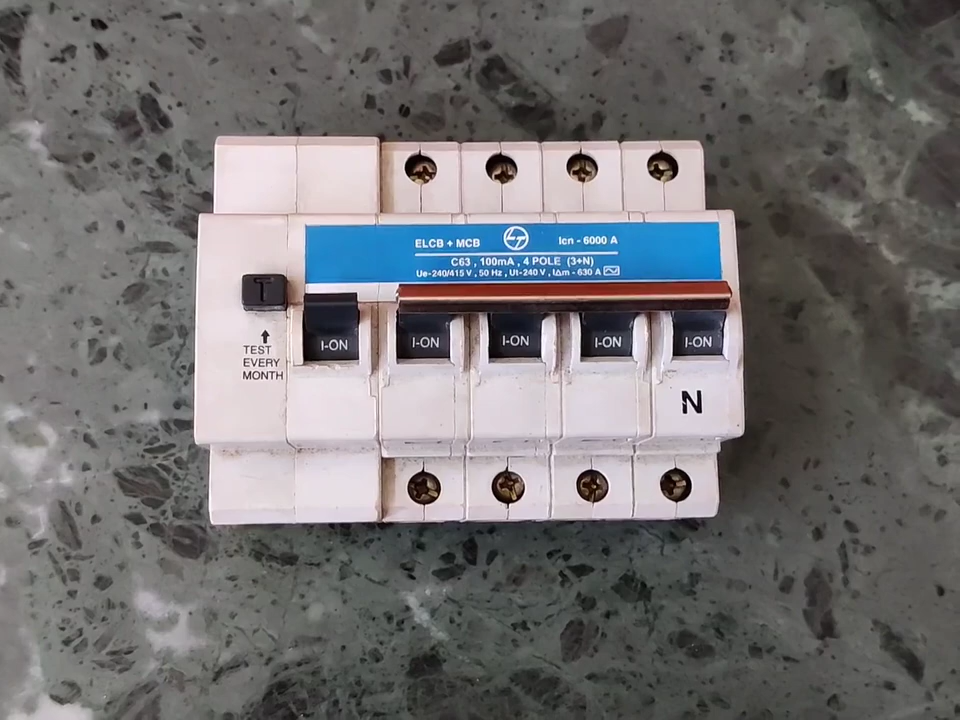 ELCB + MCB
LT
Icn - 6000 A
C63 , 100mA , 4 POLE (3+N)
Ue-240/415 V , 50 Hz , Ut-240 V , I∆m - 630 A
T
TEST
EVERY
MONTH
I-ON
I-ON
I-ON
I-ON
I-ON
N